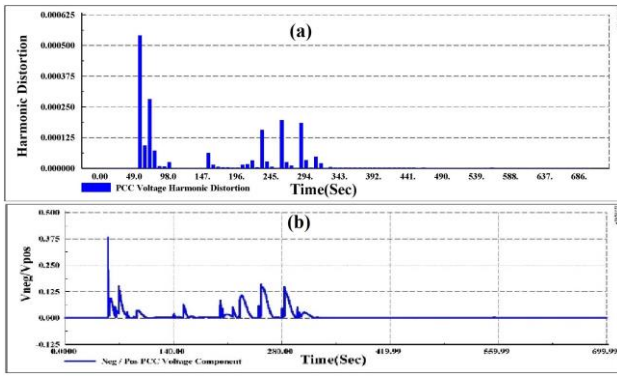 (a)
Harmonic Distortion
0.000625
0.000500
0.000375
0.000250
0.000125
0.000000
0.00 49.0 98.0 147. 196. 245. 294. 343. 392. 441. 490. 539. 588. 637. 686.
PCC Voltage Harmonic Distortion
Time(Sec)
(b)
Vneg/Vpos
0.500
0.375
0.250
0.125
0.000
-0.125
0.0000 140.00 280.00 419.99 559.99 699.99
Neg / Pos PCC Voltage Component
Time(Sec)